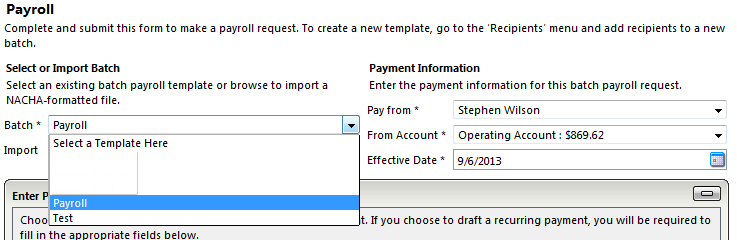 Payroll
Complete and submit this form to make a payroll request. To create a new template, go to the 'Recipients' menu and add recipients to a
new batch.
Select or Import Batch
Select an existing batch payroll template or browse to import a
NACHA-formatted file.
Batch * Payroll
Import
Select a Template Here
Payroll
Test
Payment Information
Enter the payment information for this batch payroll request.
Pay from * Stephen Wilson
From Account * Operating Account : $869.62
Effective Date * 9/6/2013
Enter P
Choo
t. If you choose to draft a recurring payment, you will be required to
fill in the appropriate fields below.